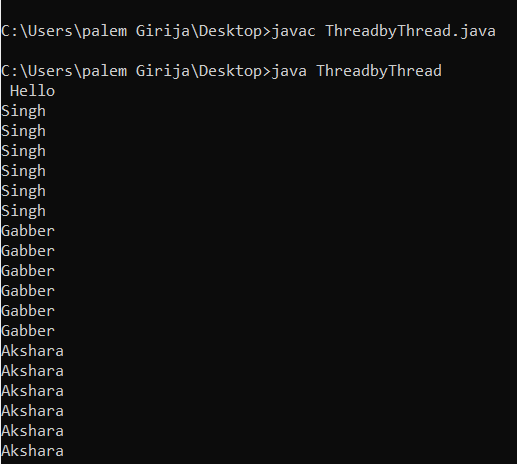 C:\Users\palem Girija\Desktop>javac ThreadbyThread.java
C:\Users\palem Girija\Desktop>java ThreadbyThread
Hello
Singh
Singh
Singh
Singh
Singh
Singh
Gabber
Gabber
Gabber
Gabber
Gabber
Gabber
Akshara
Akshara
Akshara
Akshara
Akshara
Akshara